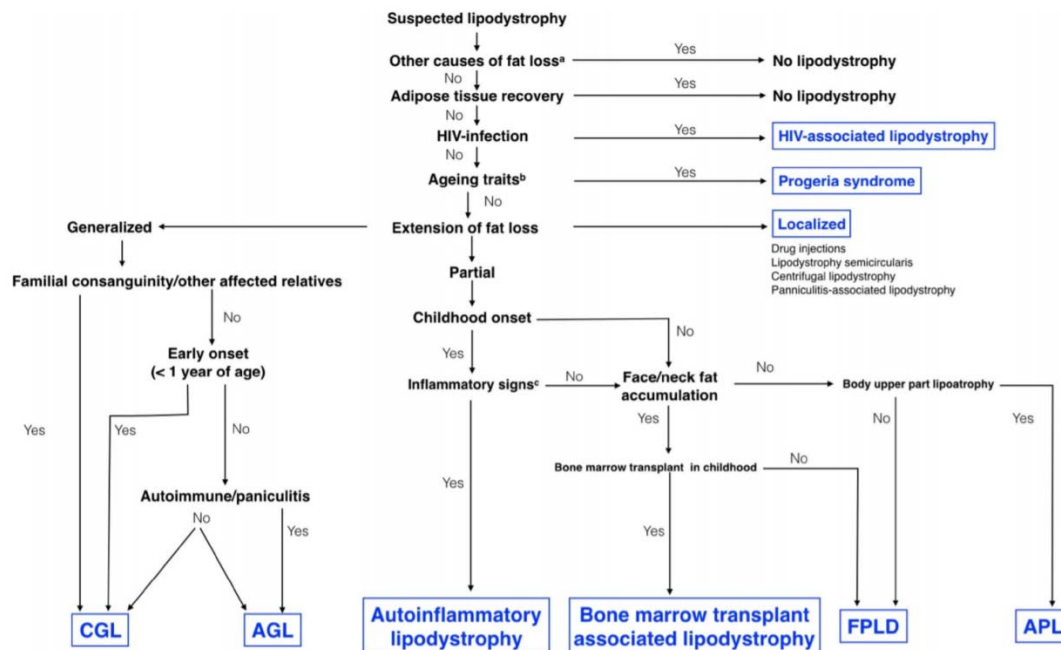 Suspected lipodystrophy
Other causes of fat lossᵃ
Yes
No lipodystrophy
No
Adipose tissue recovery
Yes
No lipodystrophy
No
HIV-infection
Yes
HIV-associated lipodystrophy
No
Ageing traitsᵇ
Yes
Progeria syndrome
No
Generalized
Extension of fat loss
Localized
Drug injections
Lipodystrophy semicircularis
Centrifugal lipodystrophy
Panniculitis-associated lipodystrophy
Partial
Familial consanguinity/other affected relatives
Childhood onset
No
No
Yes
Early onset
(< 1 year of age)
Inflammatory signsᶜ
No
Face/neck fat
accumulation
No
Body upper part lipoatrophy
Yes
Yes
No
Yes
No
Yes
Bone marrow transplant in childhood
No
Yes
Autoimmune/paniculitis
No
Yes
Yes
CGL
AGL
Autoinflammatory
lipodystrophy
Bone marrow transplant
associated lipodystrophy
FPLD
APL